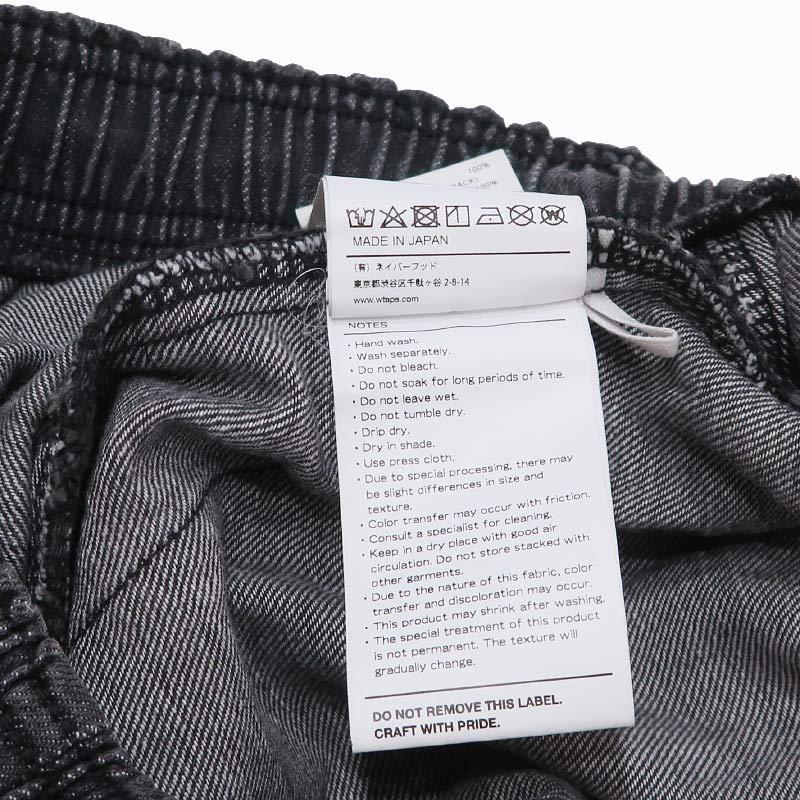 100%
BACK)
100%
MADE IN JAPAN
(有) ネイバーフッド
東京都渋谷区千駄ヶ谷 2-8-14
www.wtaps
NOTES
・Hand wash.
・Wash separately.
・Do not bleach.
・Do not soak for long periods of time.
・Do not leave wet.
・Do not tumble dry.
・Drip dry.
・Dry in shade.
・Use press cloth.
・Due to special processing, there may
be slight differences in size and
texture.
・Color transfer may occur with friction.
・Consult a specialist for cleaning.
・Keep in a dry place with good air
circulation. Do not store stacked with
other garments.
・Due to the nature of this fabric, color
transfer and discoloration may occur.
・This product may shrink after washing.
・The special treatment of this product
is not permanent. The texture will
gradually change.
DO NOT REMOVE THIS LABEL.
CRAFT WITH PRIDE.